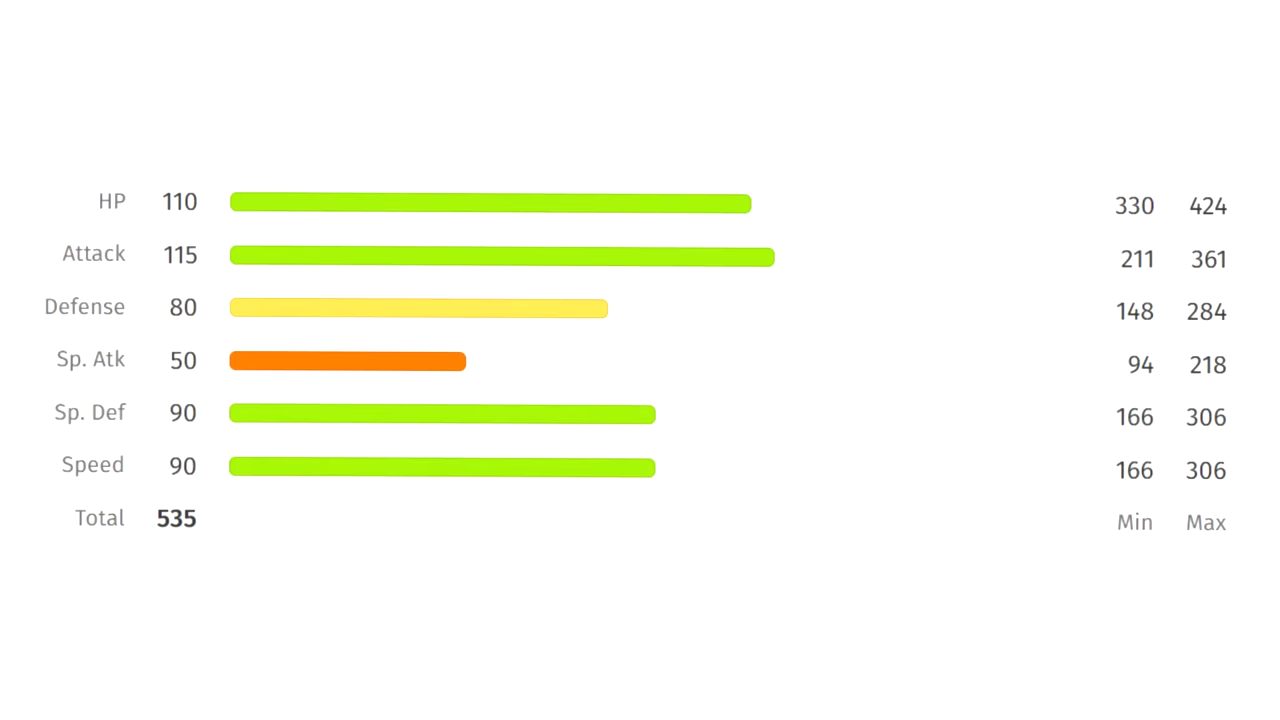 HP 110 330 424
Attack 115 211 361
Defense 80 148 284
Sp. Atk 50 94 218
Sp. Def 90 166 306
Speed 90 166 306
Total 535 Min Max